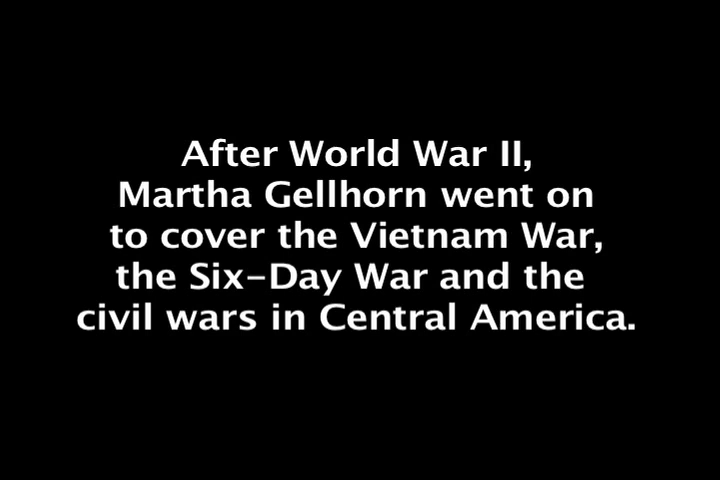 After World War II,
Martha Gellhorn went on
to cover the Vietnam War,
the Six-Day War and the
civil wars in Central America.